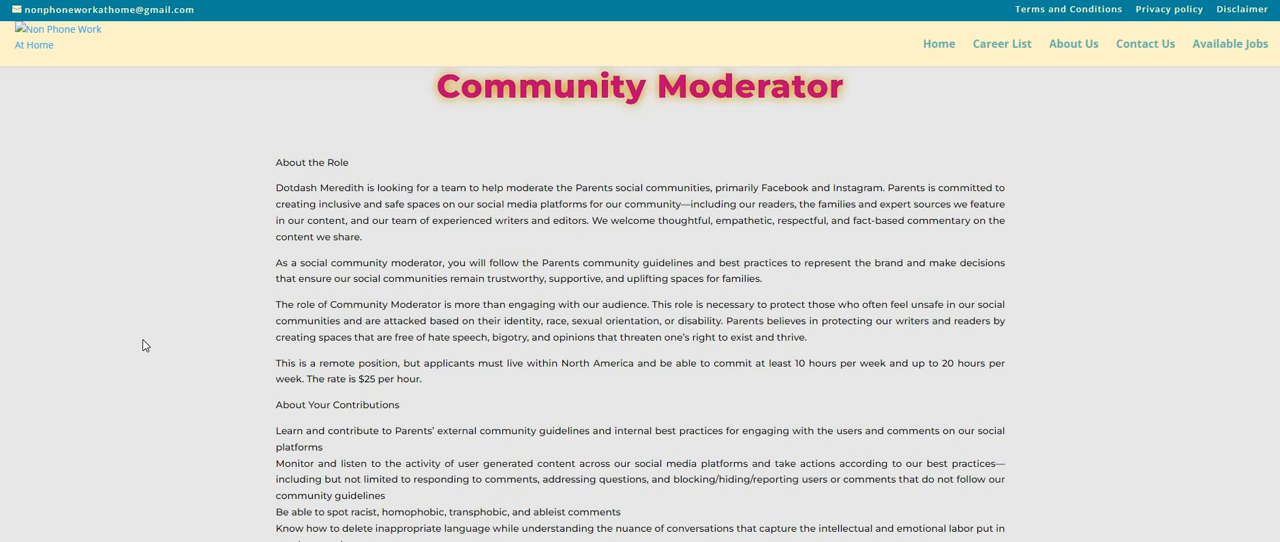 nonphoneworkathome@gmail.com
Terms and Conditions Privacy policy Disclaimer
Non Phone Work
At Home
Home Career List About Us Contact Us Available Jobs
Community Moderator
About the Role
Dotdash Meredith is looking for a team to help moderate the Parents social communities, primarily Facebook and Instagram. Parents is committed to
creating inclusive and safe spaces on our social media platforms for our community—including our readers, the families and expert sources we feature
in our content, and our team of experienced writers and editors. We welcome thoughtful, empathetic, respectful, and fact-based commentary on the
content we share.
As a social community moderator, you will follow the Parents community guidelines and best practices to represent the brand and make decisions
that ensure our social communities remain trustworthy, supportive, and uplifting spaces for families.
The role of Community Moderator is more than engaging with our audience. This role is necessary to protect those who often feel unsafe in our social
communities and are attacked based on their identity, race, sexual orientation, or disability. Parents believes in protecting our writers and readers by
creating spaces that are free of hate speech, bigotry, and opinions that threaten one's right to exist and thrive.
This is a remote position, but applicants must live within North America and be able to commit at least 10 hours per week and up to 20 hours per
week. The rate is $25 per hour.
About Your Contributions
Learn and contribute to Parents' external community guidelines and internal best practices for engaging with the users and comments on our social
platforms
Monitor and listen to the activity of user generated content across our social media platforms and take actions according to our best practices—
including but not limited to responding to comments, addressing questions, and blocking/hiding/reporting users or comments that do not follow our
community guidelines
Be able to spot racist, homophobic, transphobic, and ableist comments
Know how to delete inappropriate language while understanding the nuance of conversations that capture the intellectual and emotional labor put in